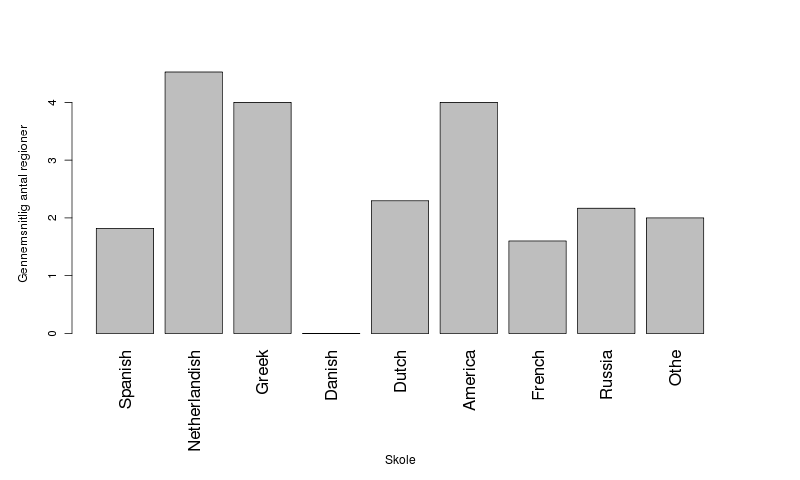 Gennemsnitlig antal regioner
4
3
2
1
0
Spanish
Netherlandish
Greek
Danish
Dutch
America
French
Russia
Othe
Skole